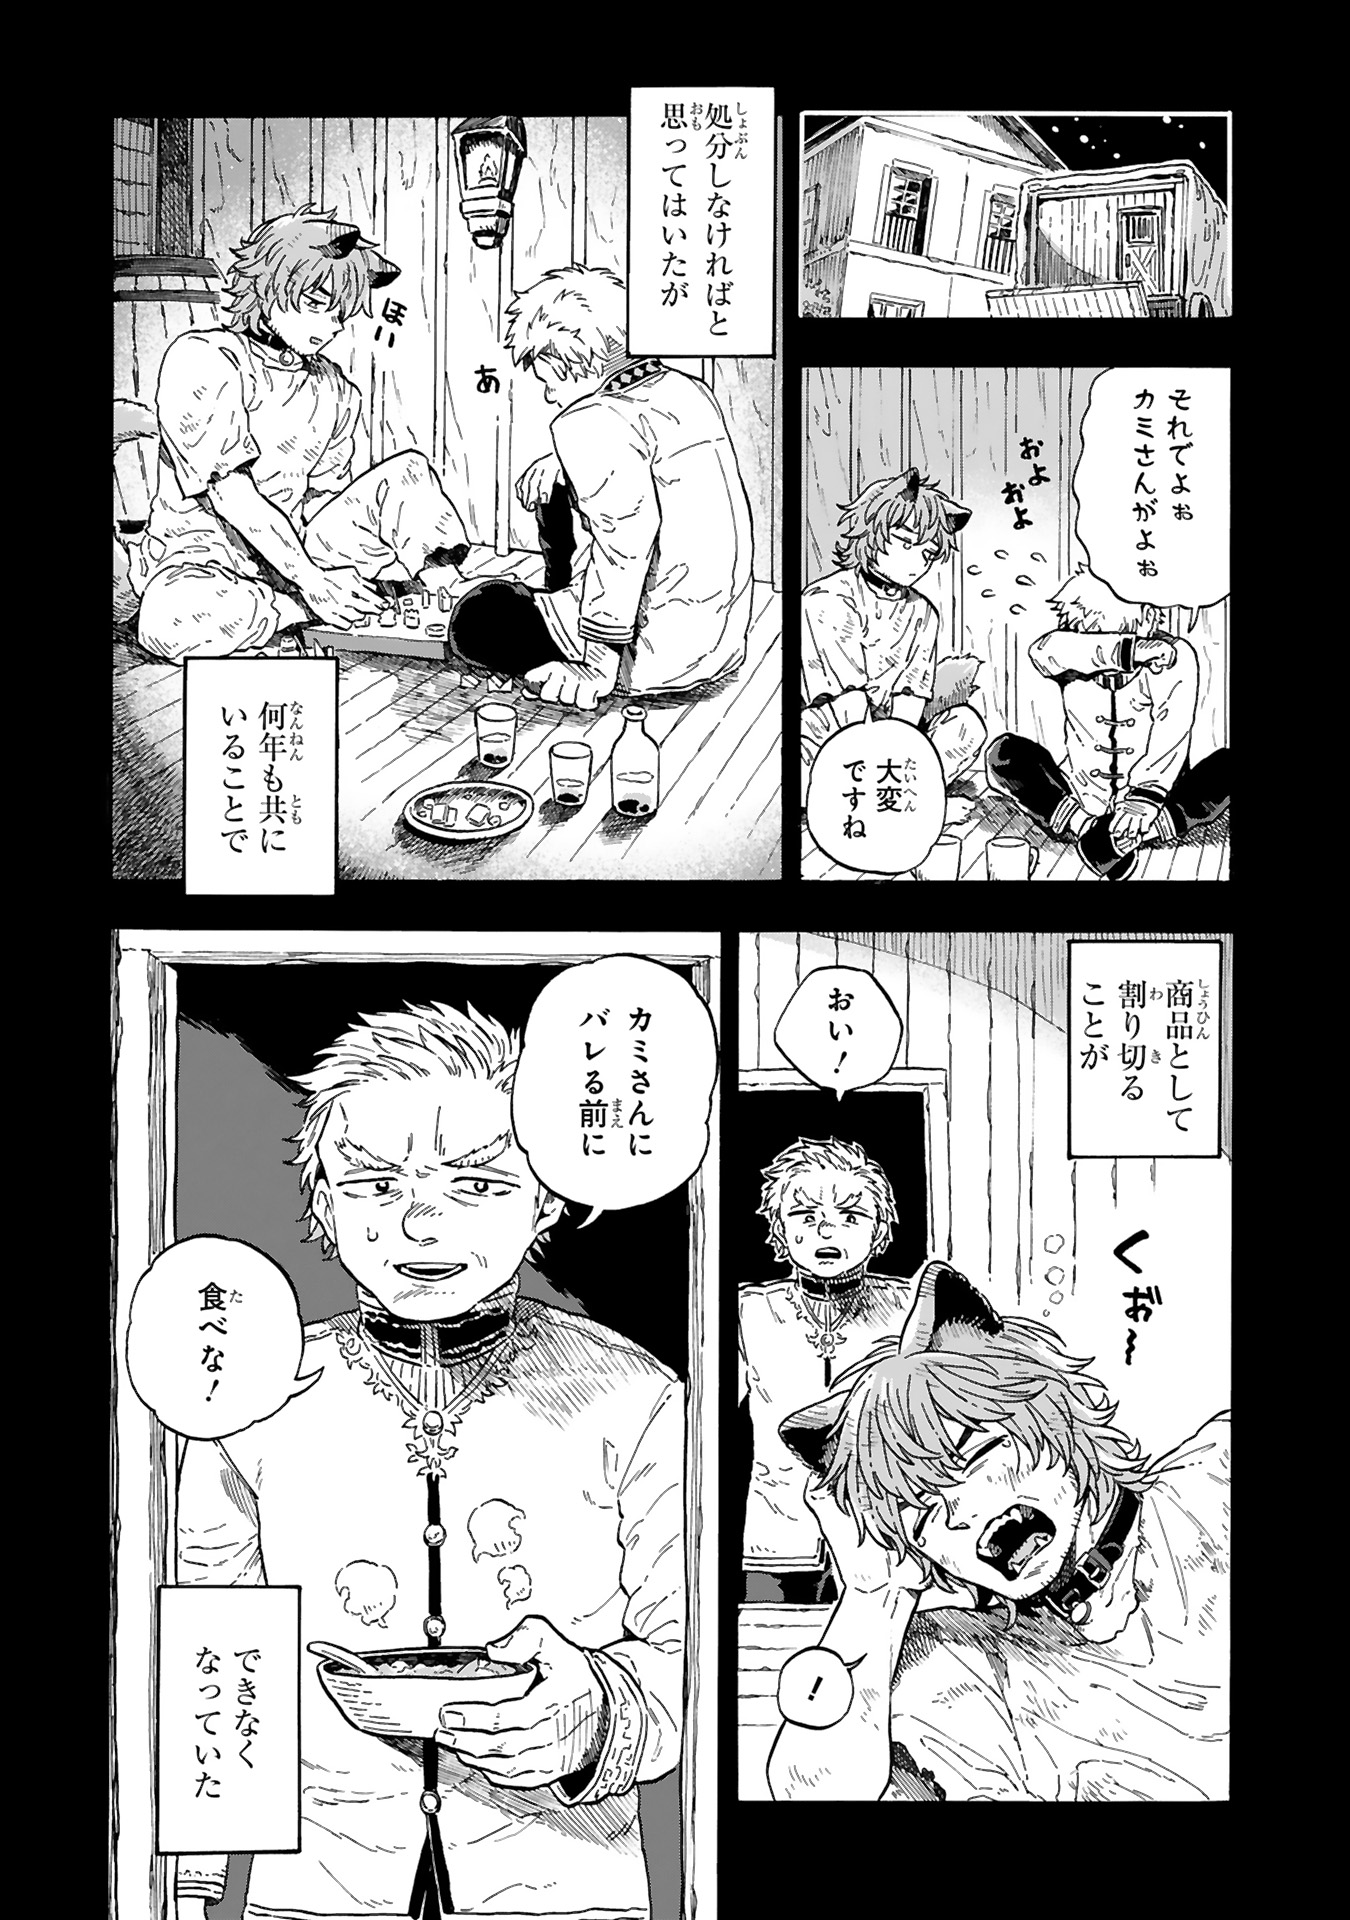 それでよぉ
カミさんがよぉ
およ
およ
大変
ですね
処分しなければと
思ってはいたが
ほい
あ
何年も共に
いることで
商品として
割り切る
ことが
おい！
くぉ〜
！
カミさんに
バレる前に
食べな！
できなく
なっていた